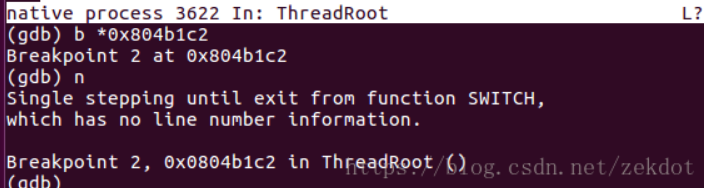 native process 3622 In: ThreadRoot L?
(gdb) b *0x804b1c2
Breakpoint 2 at 0x804b1c2
(gdb) n
Single stepping until exit from function SWITCH,
which has no line number information.
Breakpoint 2, 0x0804b1c2 in ThreadRoot ()
https://blog.csdn.net/zekdot
(gdb)